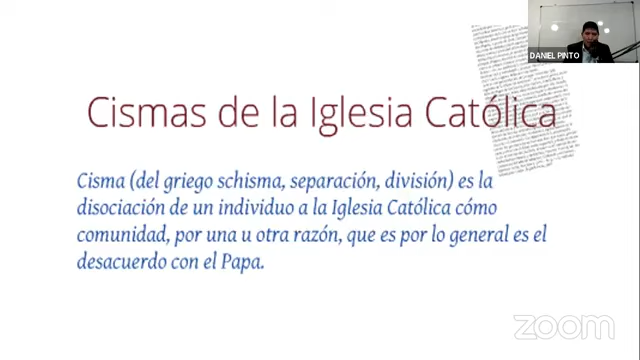 DANIEL PINTO
Cismas de la Iglesia Católica
Cisma (del griego schisma, separación, división) es la
disociación de un individuo a la Iglesia Católica cómo
comunidad, por una u otra razón, que es por lo general es el
desacuerdo con el Papa.
zoom